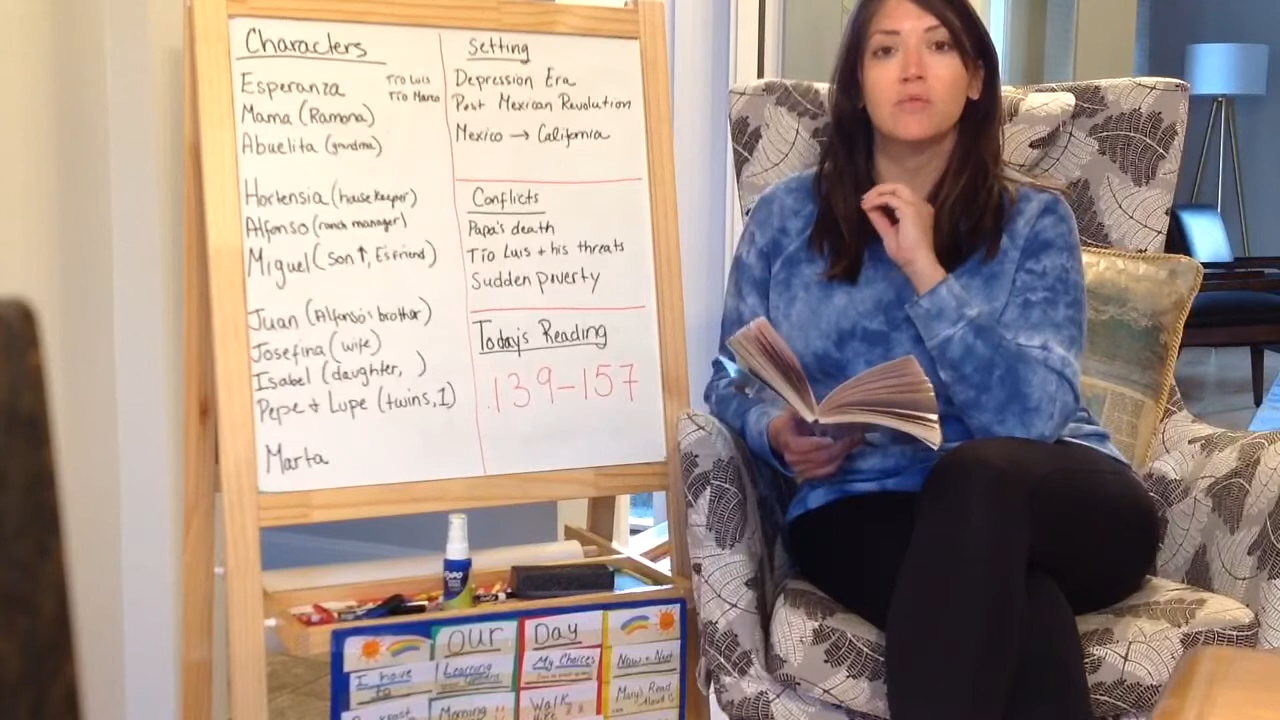 Characters
Esperanza
Tío Luis
Tío Marco
Mama (Ramona)
Abuelita (grandma)
Hortensia (housekeeper)
Alfonso (ranch manager)
Miguel (son↑, E's friend)
Juan (Alfonso's brother)
Josefina (wife)
Isabel (daughter, )
Pepe + Lupe (twins, 1)
Marta
Setting
Depression Era
Post Mexican Revolution
Mexico → California
Conflicts
Papa's death
Tío Luis + his threats
Sudden poverty
Today's Reading
139-157
EXPO
Our Day
I have to
Learning
My Choices
Now + Next
Breakfast
Morning
Walk
Hike
Mary's Read
Aloud